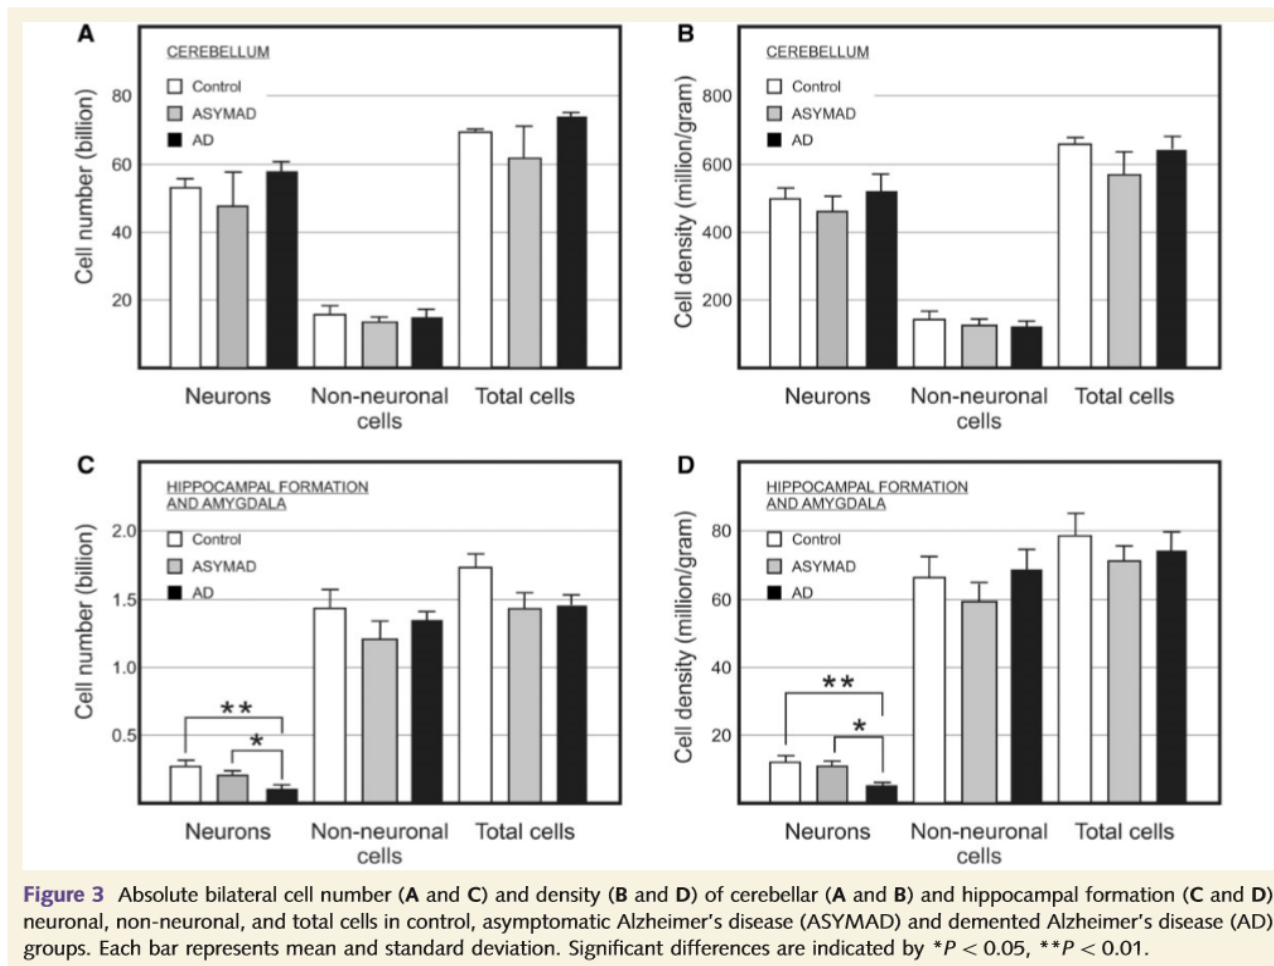 A
CEREBELLUM
Control
ASYMAD
AD
Cell number (billion)
80
60
40
20
Neurons
Non-neuronal
cells
Total cells
B
CEREBELLUM
Control
ASYMAD
AD
Cell density (million/gram)
800
600
400
200
Neurons
Non-neuronal
cells
Total cells
C
HIPPOCAMPAL FORMATION
AND AMYGDALA
Control
ASYMAD
AD
Cell number (billion)
2.0
1.5
1.0
0.5
**
*
Neurons
Non-neuronal
cells
Total cells
D
HIPPOCAMPAL FORMATION
AND AMYGDALA
Control
ASYMAD
AD
Cell density (million/gram)
80
60
40
20
**
*
Neurons
Non-neuronal
cells
Total cells
Figure 3 Absolute bilateral cell number (A and C) and density (B and D) of cerebellar (A and B) and hippocampal formation (C and D)
neuronal, non-neuronal, and total cells in control, asymptomatic Alzheimer's disease (ASYMAD) and demented Alzheimer's disease (AD)
groups. Each bar represents mean and standard deviation. Significant differences are indicated by *P < 0.05, **P < 0.01.